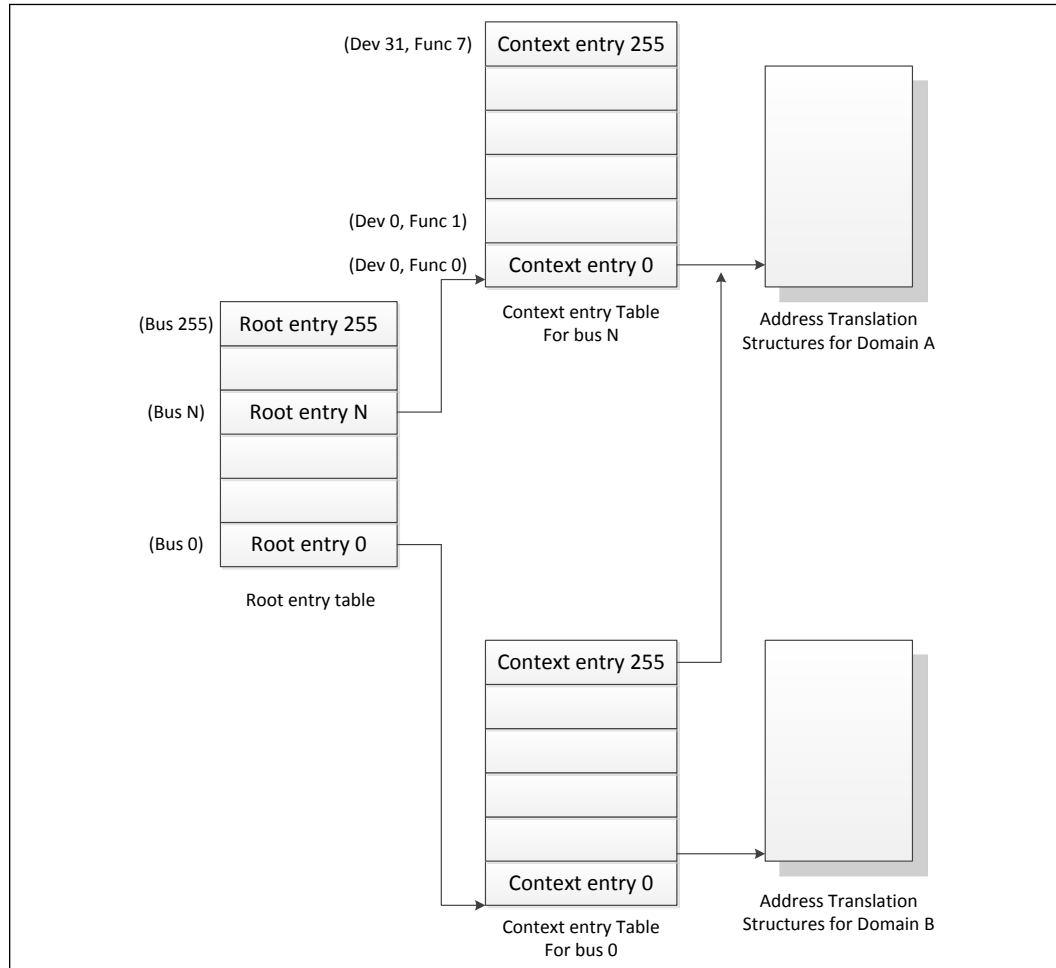 (Dev 31, Func 7)
Context entry 255
(Dev 0, Func 1)
(Dev 0, Func 0)
Context entry 0
Context entry Table
For bus N
Address Translation
Structures for Domain A
(Bus 255)
Root entry 255
(Bus N)
Root entry N
(Bus 0)
Root entry 0
Root entry table
Context entry 255
Context entry 0
Context entry Table
For bus 0
Address Translation
Structures for Domain B